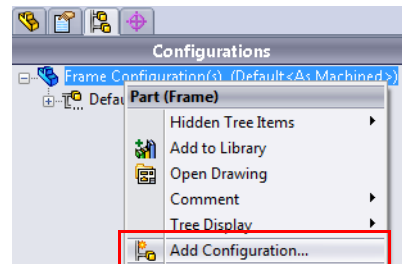 Configurations
Frame Configuration(s) (Default<As Machined>)
Defau
Part (Frame)
Hidden Tree Items
Add to Library
Open Drawing
Comment
Tree Display
Add Configuration...